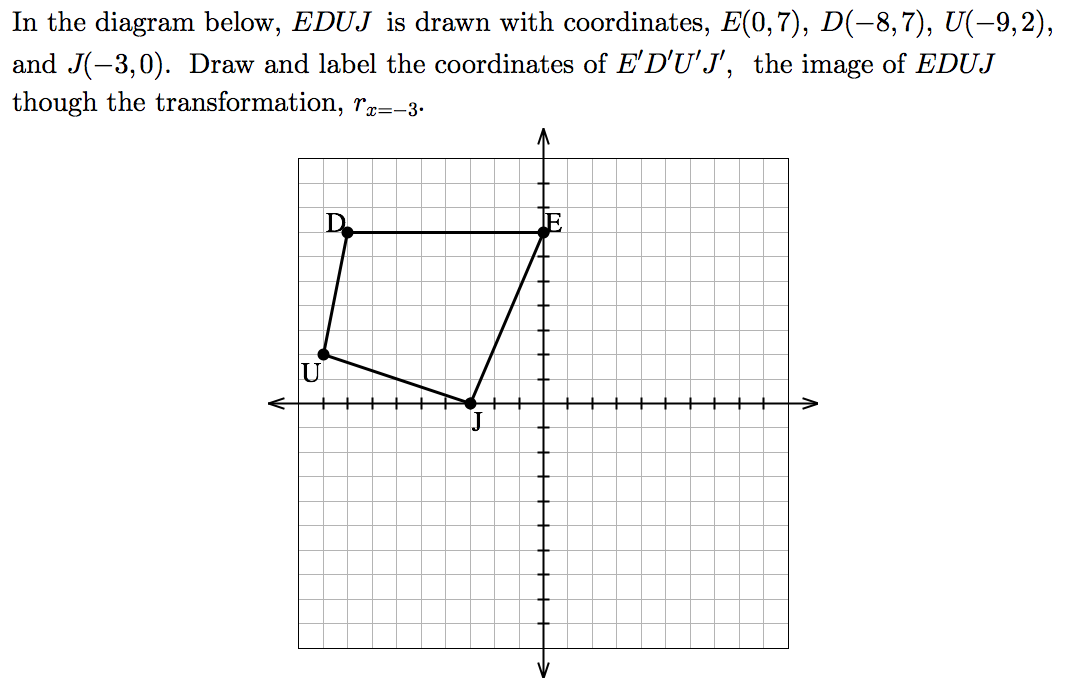 In the diagram below, EDUJ is drawn with coordinates, E(0,7), D(−8,7), U(−9,2),
and J(−3,0). Draw and label the coordinates of E′D′U′J′, the image of EDUJ
though the transformation, rₓ₌₋₃.
D E
U
J